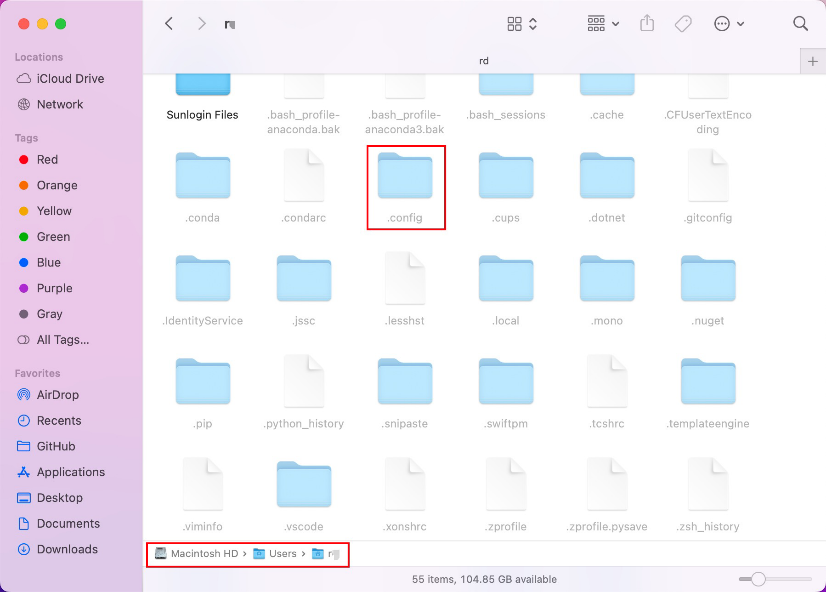 rd
Locations
iCloud Drive
Network
Tags
Red
Orange
Yellow
Green
Blue
Purple
Gray
All Tags...
Favorites
AirDrop
Recents
GitHub
Applications
Desktop
Documents
Downloads
Sunlogin Files
.bash_profile-
anaconda.bak
.bash_profile-
anaconda3.bak
.bash_sessions
.cache
.CFUserTextEnco
ding
.conda
.condarc
.config
.cups
.dotnet
.gitconfig
.IdentityService
.jssc
.lesshst
.local
.mono
.nuget
.pip
.python_history
.snipaste
.swiftpm
.tcshrc
.templateengine
.viminfo
.vscode
.xonshrc
.zprofile
.zprofile.pysave
.zsh_history
Macintosh HD › Users ›
55 items, 104.85 GB available